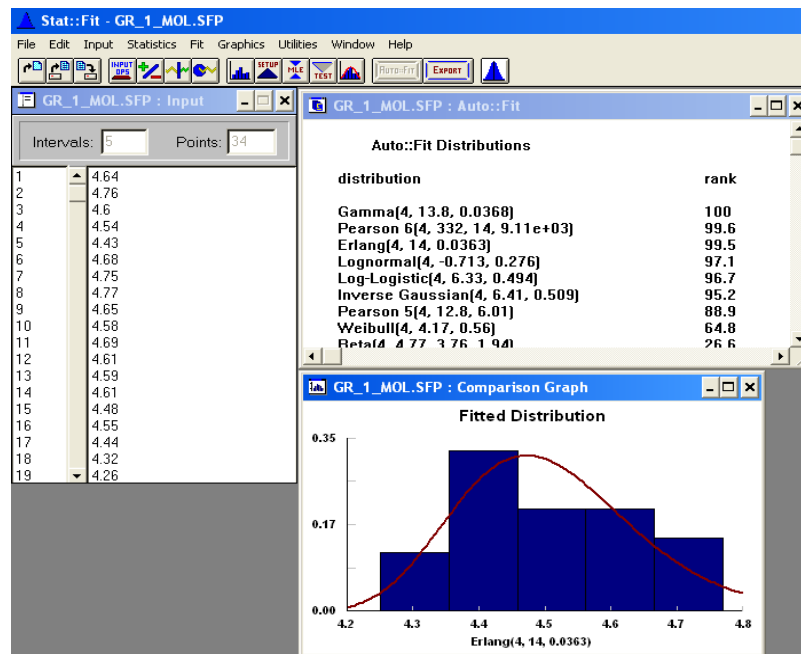 Stat::Fit - GR_1_MOL.SFP
File Edit Input Statistics Fit Graphics Utilities Window Help
INPUT OPS SETUP MLE TEST AUTO::FIT EXPORT
GR_1_MOL.SFP : Input
Intervals: 5 Points: 34
1 4.64
2 4.76
3 4.6
4 4.54
5 4.43
6 4.68
7 4.75
8 4.77
9 4.65
10 4.58
11 4.69
12 4.61
13 4.59
14 4.61
15 4.48
16 4.55
17 4.44
18 4.32
19 4.26
GR_1_MOL.SFP : Auto::Fit
Auto::Fit Distributions
distribution rank
Gamma(4, 13.8, 0.0368) 100
Pearson 6(4, 332, 14, 9.11e+03) 99.6
Erlang(4, 14, 0.0363) 99.5
Lognormal(4, -0.713, 0.276) 97.1
Log-Logistic(4, 6.33, 0.494) 96.7
Inverse Gaussian(4, 6.41, 0.509) 95.2
Pearson 5(4, 12.8, 6.01) 88.9
Weibull(4, 4.17, 0.56) 64.8
Beta(4, 4.77, 3.76, 1.94) 26.6
GR_1_MOL.SFP : Comparison Graph
Fitted Distribution
0.35
0.17
0.00
4.2 4.3 4.4 4.5 4.6 4.7 4.8
Erlang(4, 14, 0.0363)